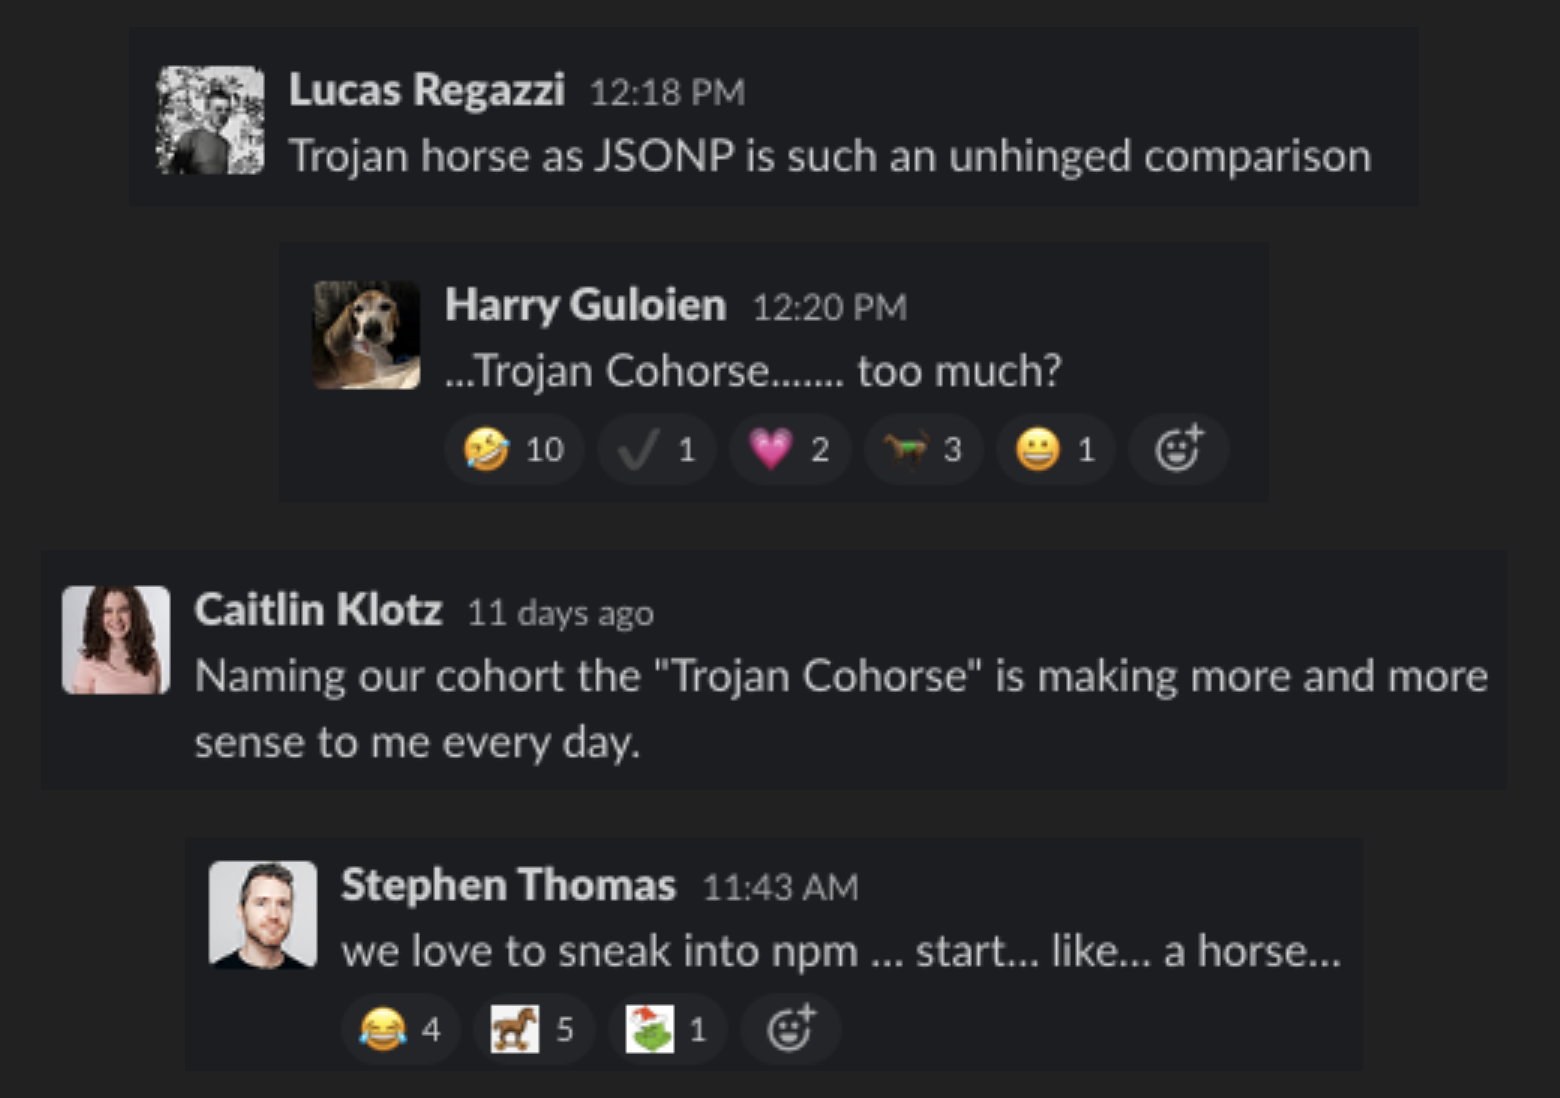 Lucas Regazzi 12:18 PM
Trojan horse as JSONP is such an unhinged comparison
Harry Guloien 12:20 PM
...Trojan Cohorse....... too much?
10 1 2 3 1
Caitlin Klotz 11 days ago
Naming our cohort the "Trojan Cohorse" is making more and more
sense to me every day.
Stephen Thomas 11:43 AM
we love to sneak into npm ... start... like... a horse...
4 5 1